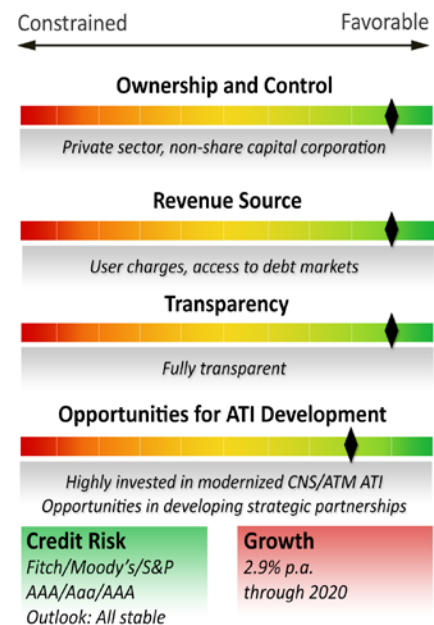 Constrained Favorable
Ownership and Control
Private sector, non-share capital corporation
Revenue Source
User charges, access to debt markets
Transparency
Fully transparent
Opportunities for ATI Development
Highly invested in modernized CNS/ATM ATI
Opportunities in developing strategic partnerships
Credit Risk
Fitch/Moody's/S&P
AAA/Aaa/AAA
Outlook: All stable
Growth
2.9% p.a.
through 2020